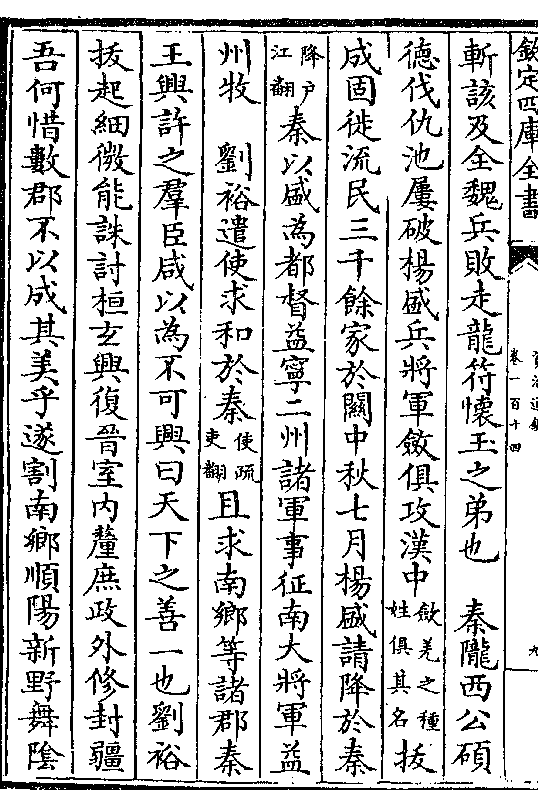 欽定四庫全書
資治通鑑
卷一百十四
九
斬該及全魏兵敗走龍符懷玉之弟也　秦隴西公碩
德伐仇池屢破楊盛兵將軍斂俱攻漢中斂羌之種姓俱其名拔
成固徙流民三千餘家於關中秋七月楊盛請降於秦
降户江翻秦以盛為都督益寧二州諸軍事征南大將軍益
州牧　劉裕遣使求和於秦使疏吏翻且求南鄉等諸郡秦
王興許之羣臣咸以為不可興曰天下之善一也劉裕
拔起細微能誅討桓玄興復晉室内釐庶政外修封疆
吾何惜數郡不以成其美乎遂割南鄉順陽新野舞陰